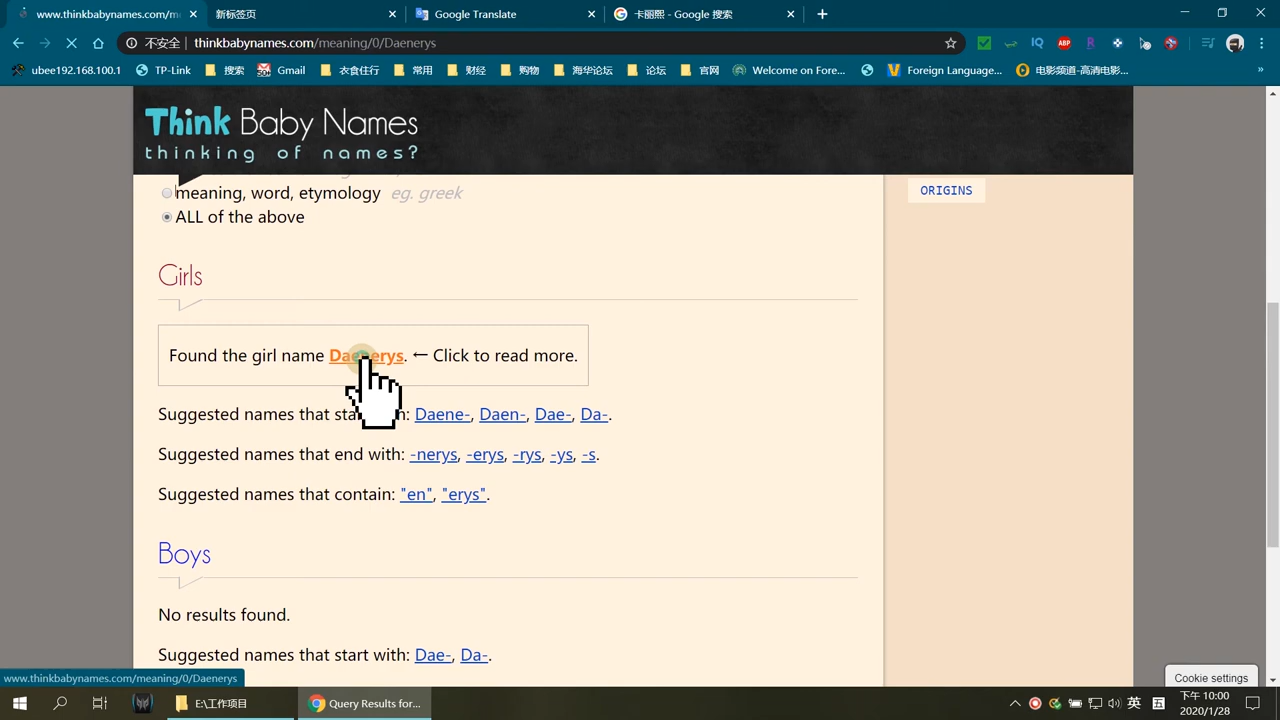 www.thinkbabynames.com/m
新标签页
Google Translate
卡丽熙 - Google 搜索
不安全
thinkbabynames.com/meaning/0/Daenerys
IQ
ABP
R
ubee192.168.100.1
TP-Link
搜索
Gmail
衣食住行
常用
财经
购物
海华论坛
论坛
官网
Welcome on Fore...
Foreign Language...
电影频道-高清电影...
»
Think Baby Names
thinking of names?
meaning, word, etymology eg. greek
ORIGINS
ALL of the above
Girls
Found the girl name Daenerys. ← Click to read more.
Suggested names that start with: Daene-, Daen-, Dae-, Da-.
Suggested names that end with: -nerys, -erys, -rys, -ys, -s.
Suggested names that contain: "en", "erys".
Boys
No results found.
Suggested names that start with: Dae-, Da-.
www.thinkbabynames.com/meaning/0/Daenerys
Cookie settings
E:\工作项目
Query Results for...
英
五
下午 10:00
2020/1/28